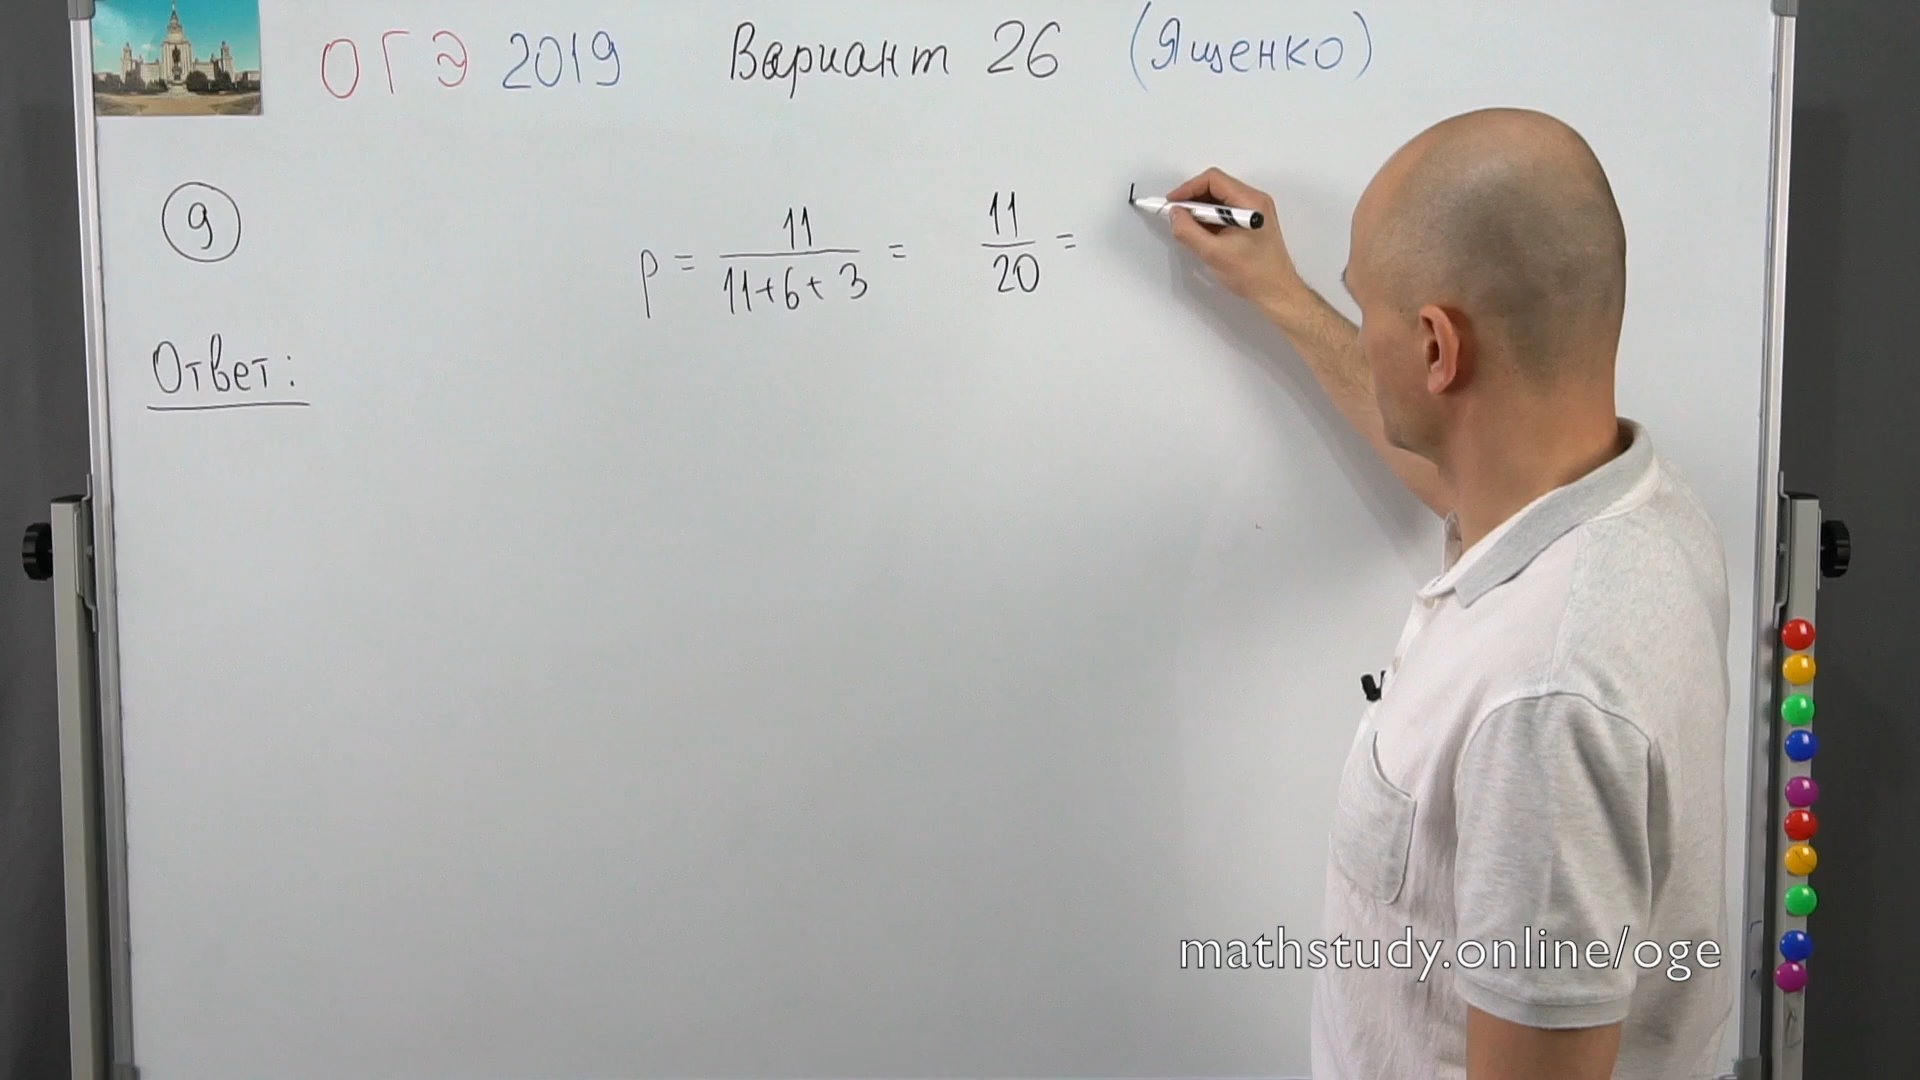 ОГЭ 2019 Вариант 26 (Ященко)
9
p = 11/(11+6+3) = 11/20 =
Ответ:
mathstudy.online/oge